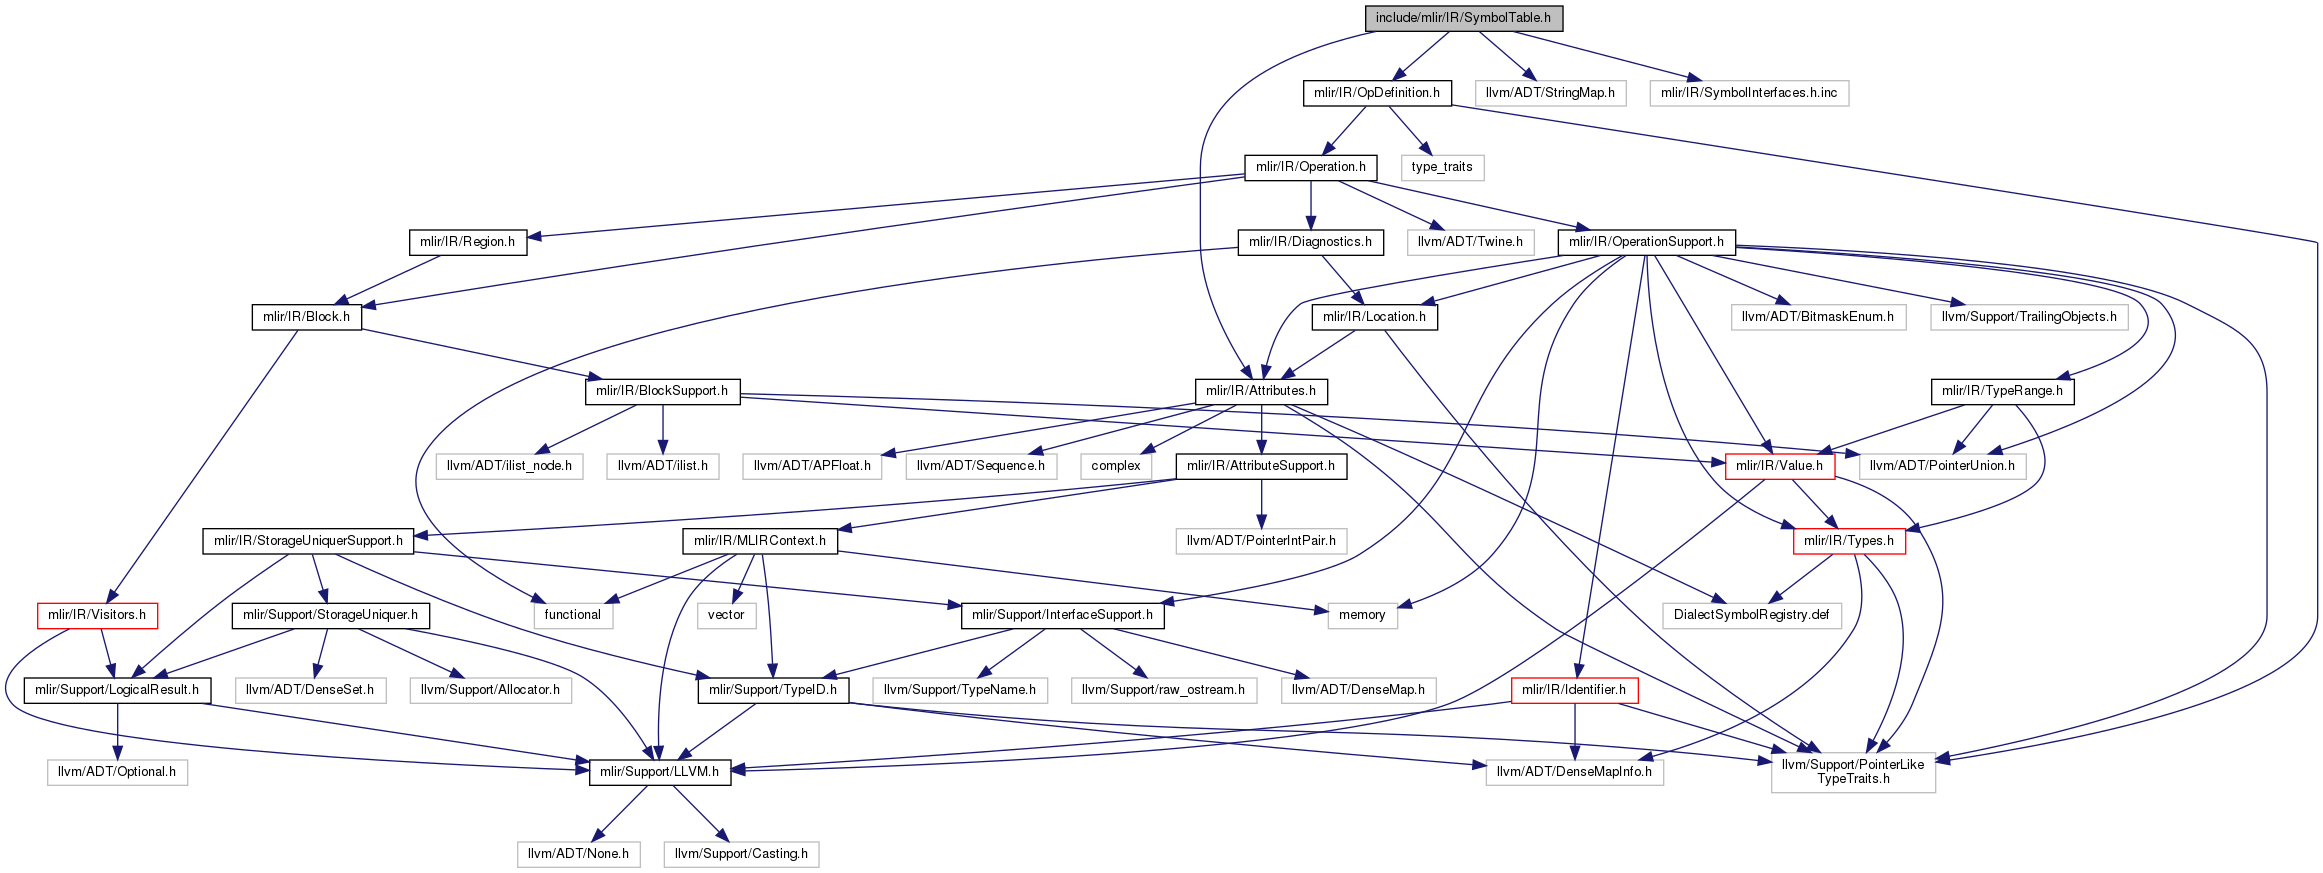 include/mlir/IR/SymbolTable.h
mlir/IR/OpDefinition.h
llvm/ADT/StringMap.h
mlir/IR/SymbolInterfaces.h.inc
mlir/IR/Operation.h
type_traits
mlir/IR/Region.h
mlir/IR/Diagnostics.h
llvm/ADT/Twine.h
mlir/IR/OperationSupport.h
mlir/IR/Block.h
mlir/IR/Location.h
llvm/ADT/BitmaskEnum.h
llvm/Support/TrailingObjects.h
mlir/IR/BlockSupport.h
mlir/IR/Attributes.h
mlir/IR/TypeRange.h
llvm/ADT/ilist_node.h
llvm/ADT/ilist.h
llvm/ADT/APFloat.h
llvm/ADT/Sequence.h
complex
mlir/IR/AttributeSupport.h
mlir/IR/Value.h
llvm/ADT/PointerUnion.h
mlir/IR/StorageUniquerSupport.h
mlir/IR/MLIRContext.h
llvm/ADT/PointerIntPair.h
mlir/IR/Types.h
mlir/IR/Visitors.h
mlir/Support/StorageUniquer.h
functional
vector
mlir/Support/InterfaceSupport.h
memory
DialectSymbolRegistry.def
mlir/Support/LogicalResult.h
llvm/ADT/DenseSet.h
llvm/Support/Allocator.h
mlir/Support/TypeID.h
llvm/Support/TypeName.h
llvm/Support/raw_ostream.h
llvm/ADT/DenseMap.h
mlir/IR/Identifier.h
llvm/ADT/Optional.h
mlir/Support/LLVM.h
llvm/ADT/DenseMapInfo.h
llvm/Support/PointerLike
TypeTraits.h
llvm/ADT/None.h
llvm/Support/Casting.h